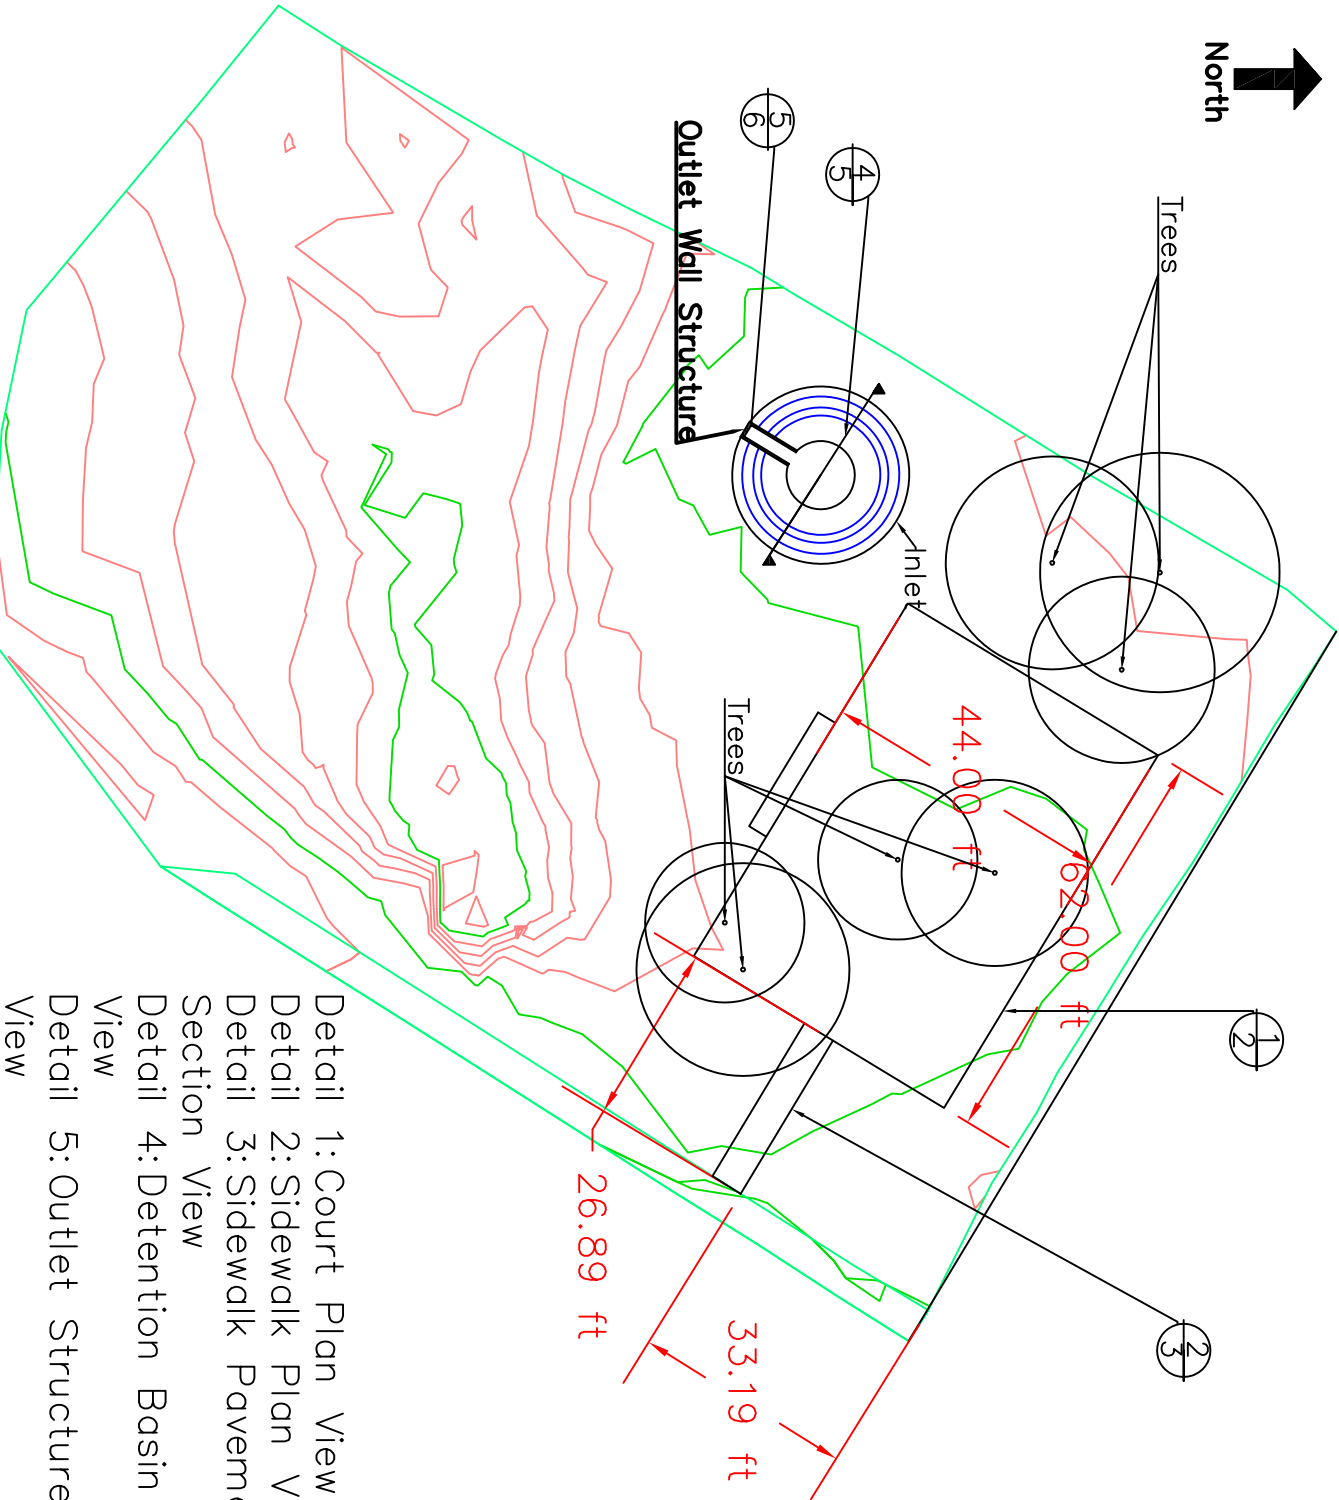 North
Trees
5
6
4
5
Outlet Wall Structure
Inlet
44.00 ft
62.00 ft
Trees
1
2
26.89 ft
33.19 ft
2
3
Detail 1: Court Plan View
Detail 2: Sidewalk Plan V
Detail 3: Sidewalk Paveme
Section View
Detail 4: Detention Basin
View
Detail 5: Outlet Structure
View